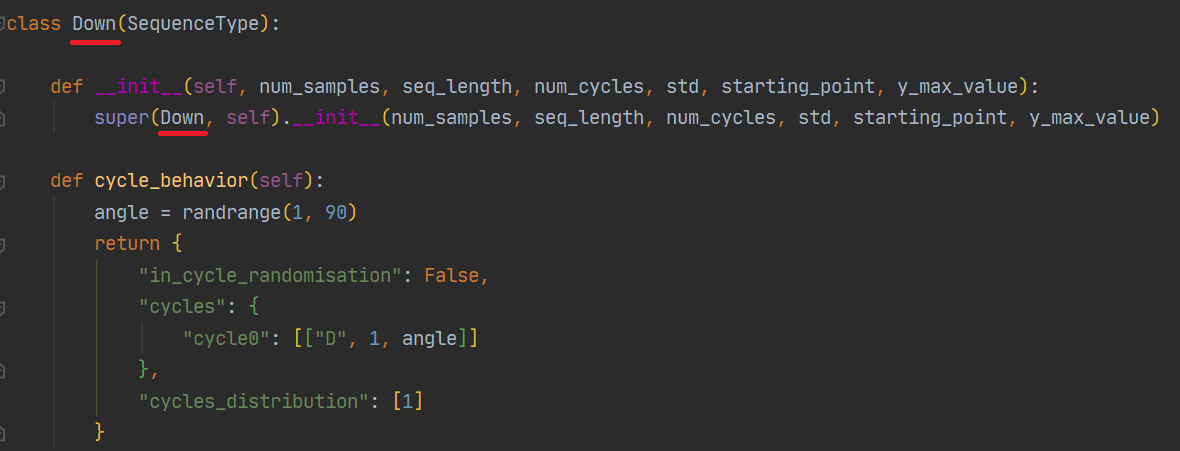 class Down(SequenceType):
def __init__(self, num_samples, seq_length, num_cycles, std, starting_point, y_max_value):
super(Down, self).__init__(num_samples, seq_length, num_cycles, std, starting_point, y_max_value)
def cycle_behavior(self):
angle = randrange(1, 90)
return {
"in_cycle_randomisation": False,
"cycles": {
"cycle0": [["D", 1, angle]]
},
"cycles_distribution": [1]
}